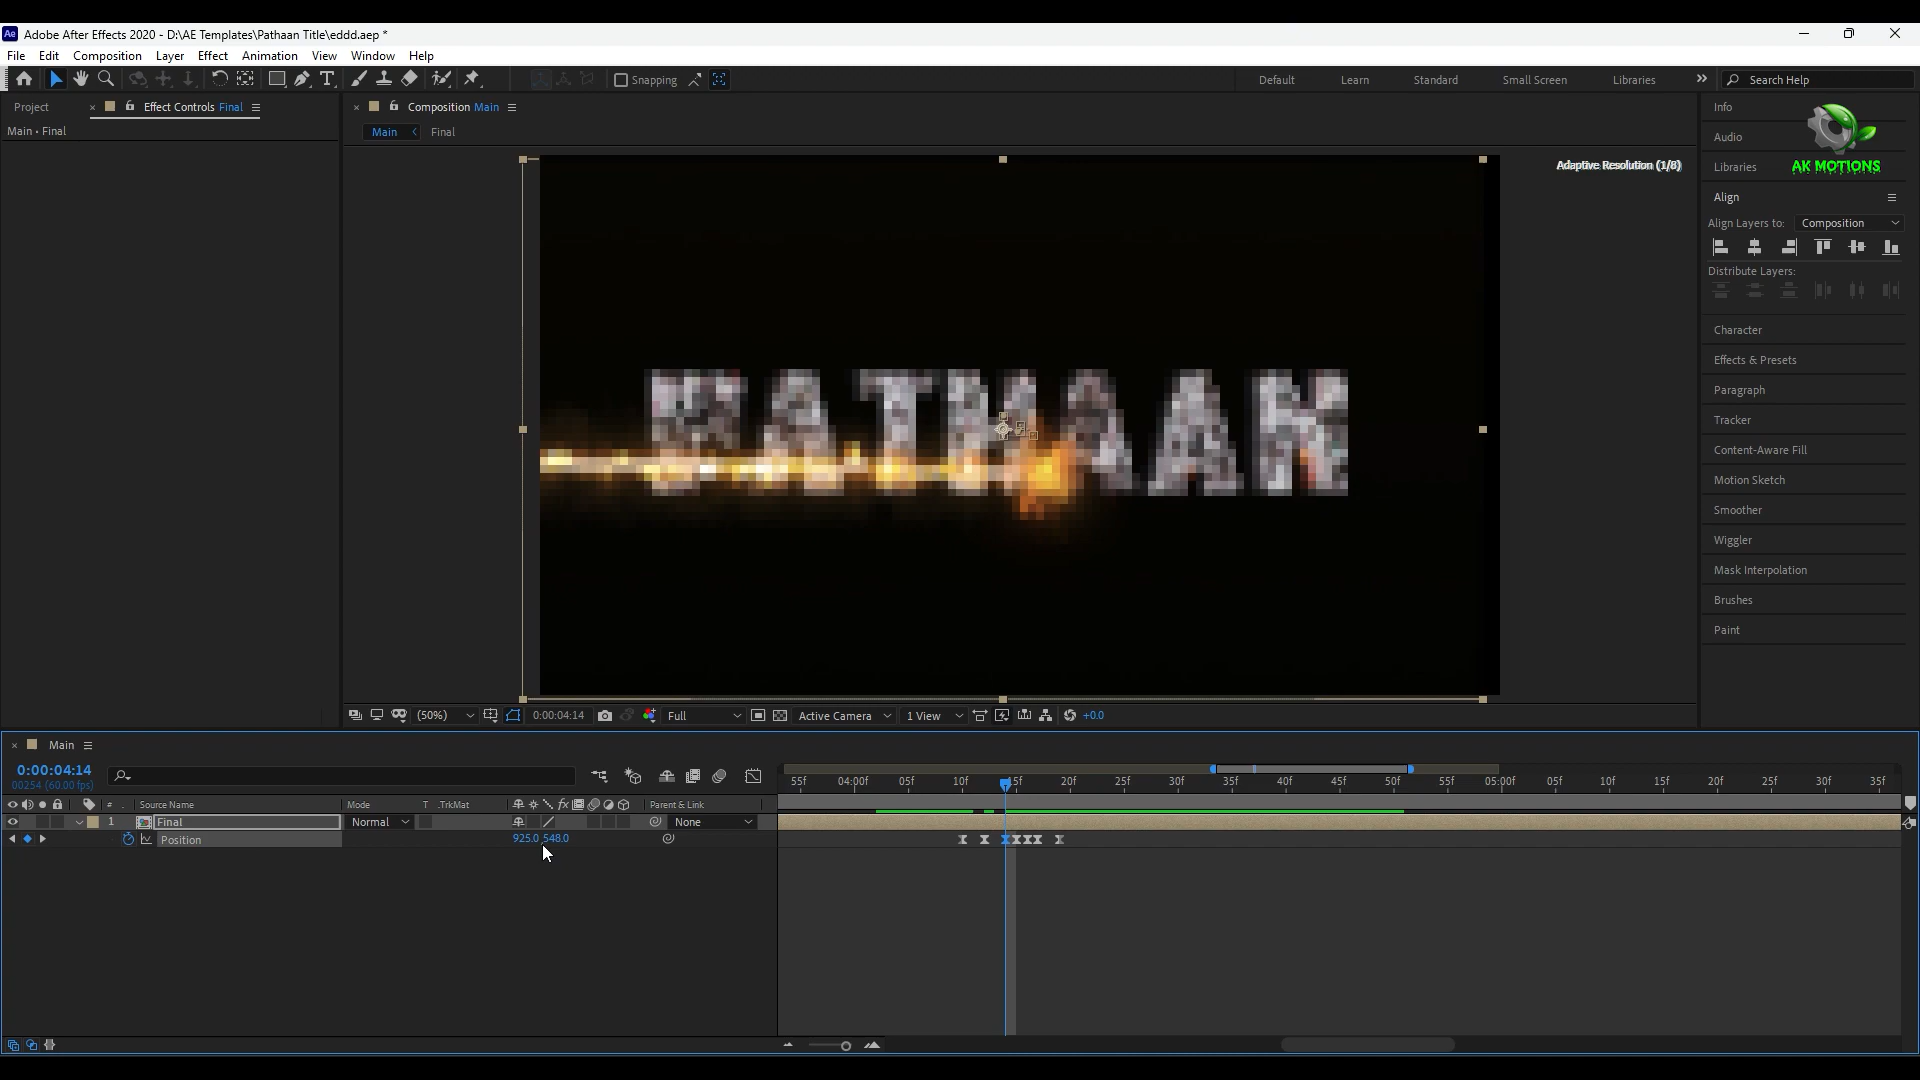 Ae Adobe After Effects 2020 - D:\AE Templates\Pathaan Title\eddd.aep *
File Edit Composition Layer Effect Animation View Window Help
Snapping Default Learn Standard Small Screen Libraries Search Help
Project Effect Controls Final Composition Main Info
Main • Final Main Final Audio
Adaptive Resolution (1/8) Libraries AK MOTIONS
Align
Align Layers to: Composition
Distribute Layers:
Character
Effects & Presets
Paragraph
PATHAAN
Tracker
Content-Aware Fill
Motion Sketch
Smoother
Wiggler
Mask Interpolation
Brushes
Paint
(50%) 0:00:04:14 Full Active Camera 1 View +0.0
Main
0:00:04:14
00254 (60.00 fps)
55f 04:00f 05f 10f 15f 20f 25f 30f 35f 40f 45f 50f 55f 05:00f 05f 10f 15f 20f 25f 30f 35f
# Source Name Mode T .TrkMat Parent & Link
1 Final Normal None
Position 925.0, 548.0